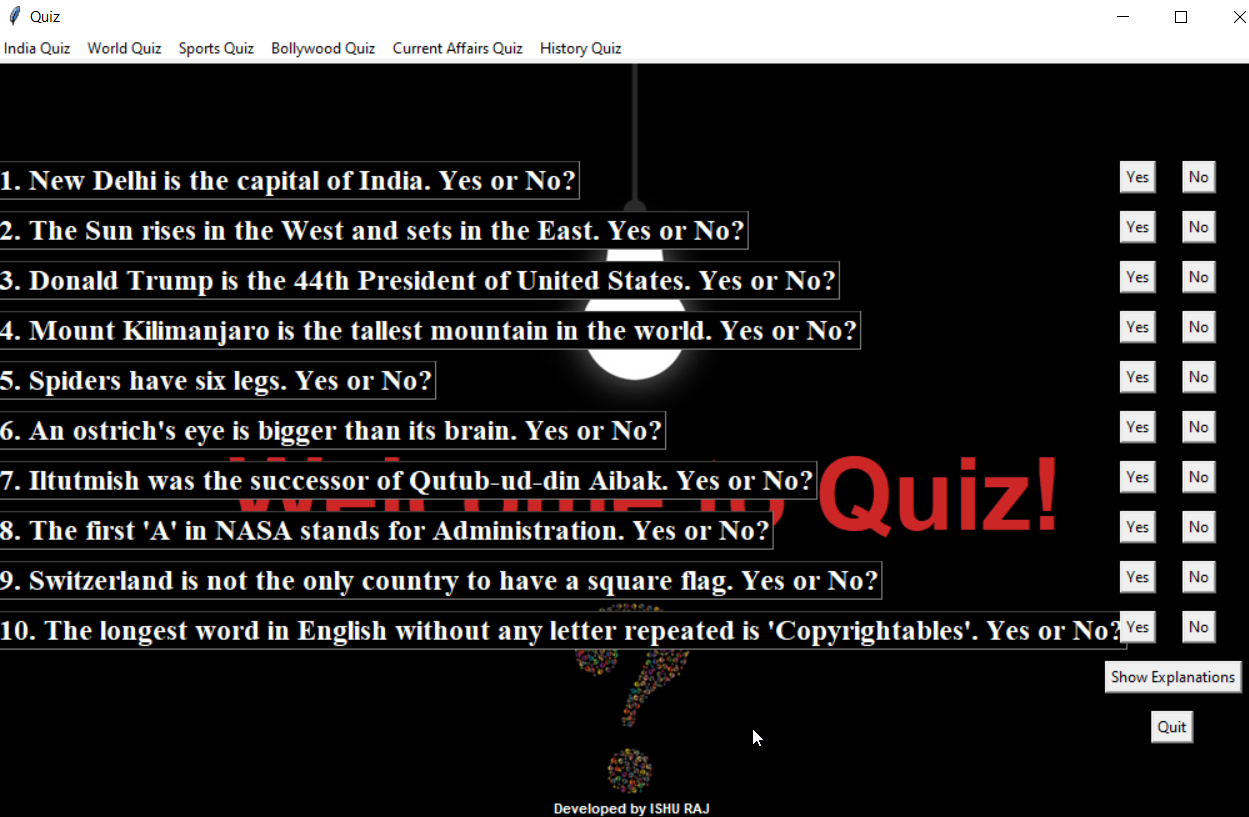 Quiz
India Quiz World Quiz Sports Quiz Bollywood Quiz Current Affairs Quiz History Quiz
1. New Delhi is the capital of India. Yes or No? Yes No
2. The Sun rises in the West and sets in the East. Yes or No? Yes No
3. Donald Trump is the 44th President of United States. Yes or No? Yes No
4. Mount Kilimanjaro is the tallest mountain in the world. Yes or No? Yes No
5. Spiders have six legs. Yes or No? Yes No
6. An ostrich's eye is bigger than its brain. Yes or No? Yes No
7. Iltutmish was the successor of Qutub-ud-din Aibak. Yes or No? Yes No
Welcome to Quiz!
8. The first 'A' in NASA stands for Administration. Yes or No? Yes No
9. Switzerland is not the only country to have a square flag. Yes or No? Yes No
10. The longest word in English without any letter repeated is 'Copyrightables'. Yes or No? Yes No
Show Explanations
Quit
Developed by ISHU RAJ